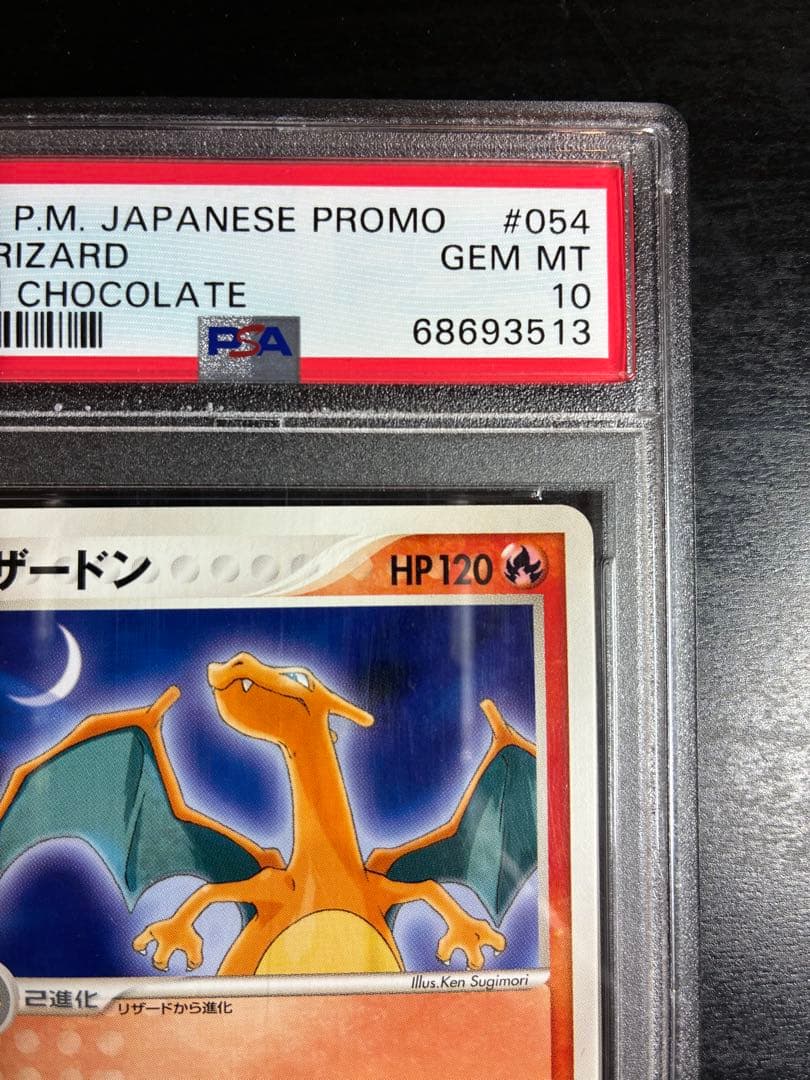 P.M. JAPANESE PROMO #054
RIZARD GEM MT
CHOCOLATE 10
PSA 68693513
ザードン HP120
Illus.Ken Sugimori
2進化 リザードから進化